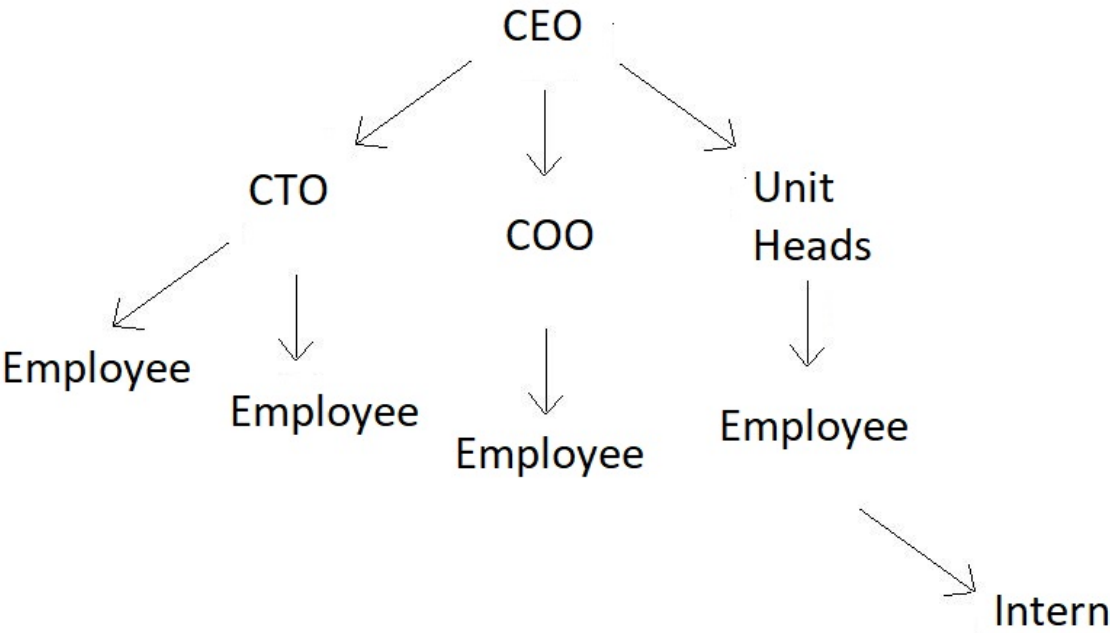 CEO
CTO
COO
Unit
Heads
Employee
Employee
Employee
Employee
Intern